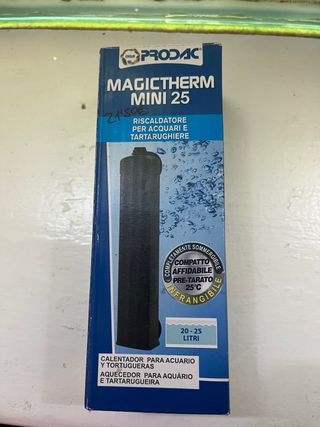 PRODAC
MAGICTHERM
MINI 25
RISCALDATORE
PER ACQUARI E
TARTARUGHIERE
COMPLETAMENTE SOMMERGIBILE
COMPATTO
AFFIDABILE
PRE-TARATO
25°C
INFRANGIBILE
20 - 25
LITRI
CALENTADOR PARA ACUARIO
Y TORTUGUERAS
AQUECEDOR PARA AQUÁRIO
E TARTARUGUEIRA